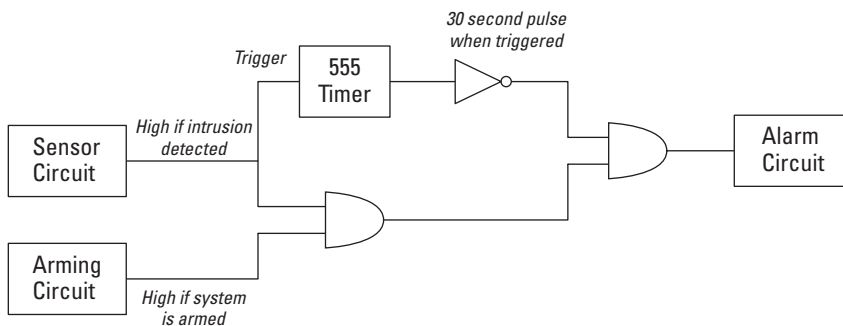 30 second pulse
when triggered
Trigger
555
Timer
High if intrusion
detected
Sensor
Circuit
Alarm
Circuit
Arming
Circuit
High if system
is armed